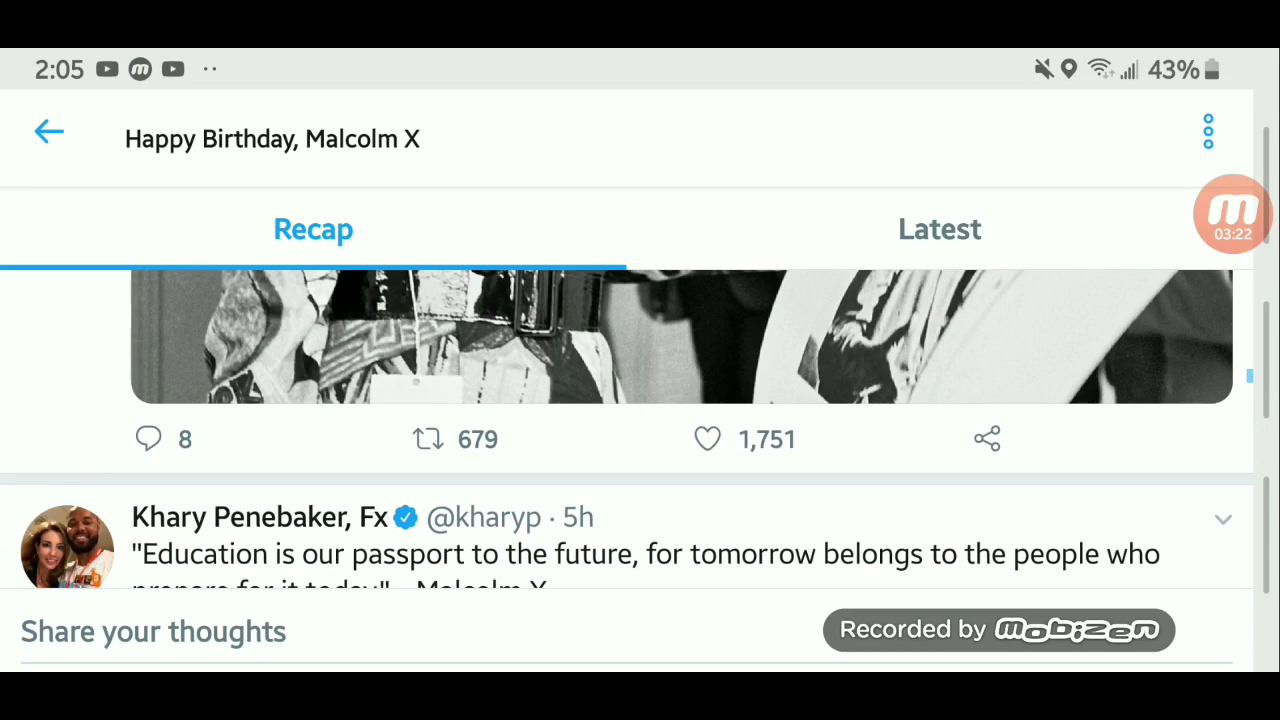 2:05 43%
Happy Birthday, Malcolm X
03:22
Recap Latest
8 679 1,751
Khary Penebaker, Fx @kharyp · 5h
"Education is our passport to the future, for tomorrow belongs to the people who
prepare for it today" - Malcolm X
Share your thoughts
Recorded by mobizen